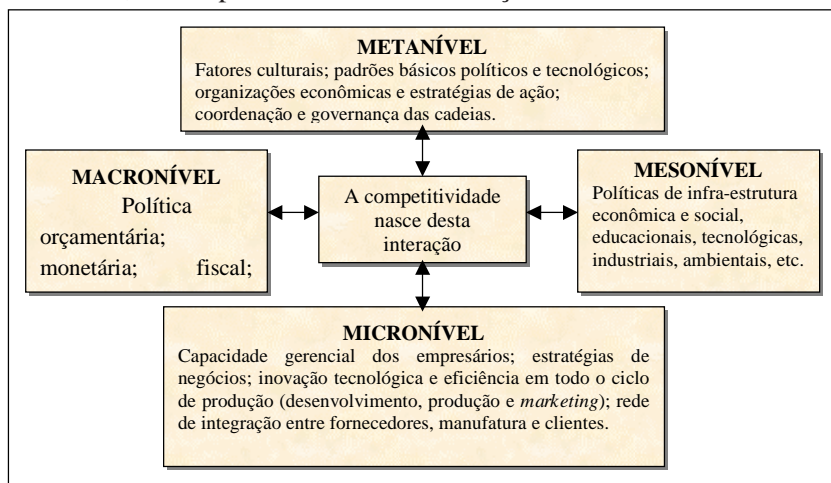 METANÍVEL
Fatores culturais; padrões básicos políticos e tecnológicos;
organizações econômicas e estratégias de ação;
coordenação e governança das cadeias.
MACRONÍVEL
Política
orçamentária;
monetária; fiscal;
A competitividade
nasce desta
interação
MESONÍVEL
Políticas de infra-estrutura
econômica e social,
educacionais, tecnológicas,
industriais, ambientais, etc.
MICRONÍVEL
Capacidade gerencial dos empresários; estratégias de
negócios; inovação tecnológica e eficiência em todo o ciclo
de produção (desenvolvimento, produção e marketing); rede
de integração entre fornecedores, manufatura e clientes.